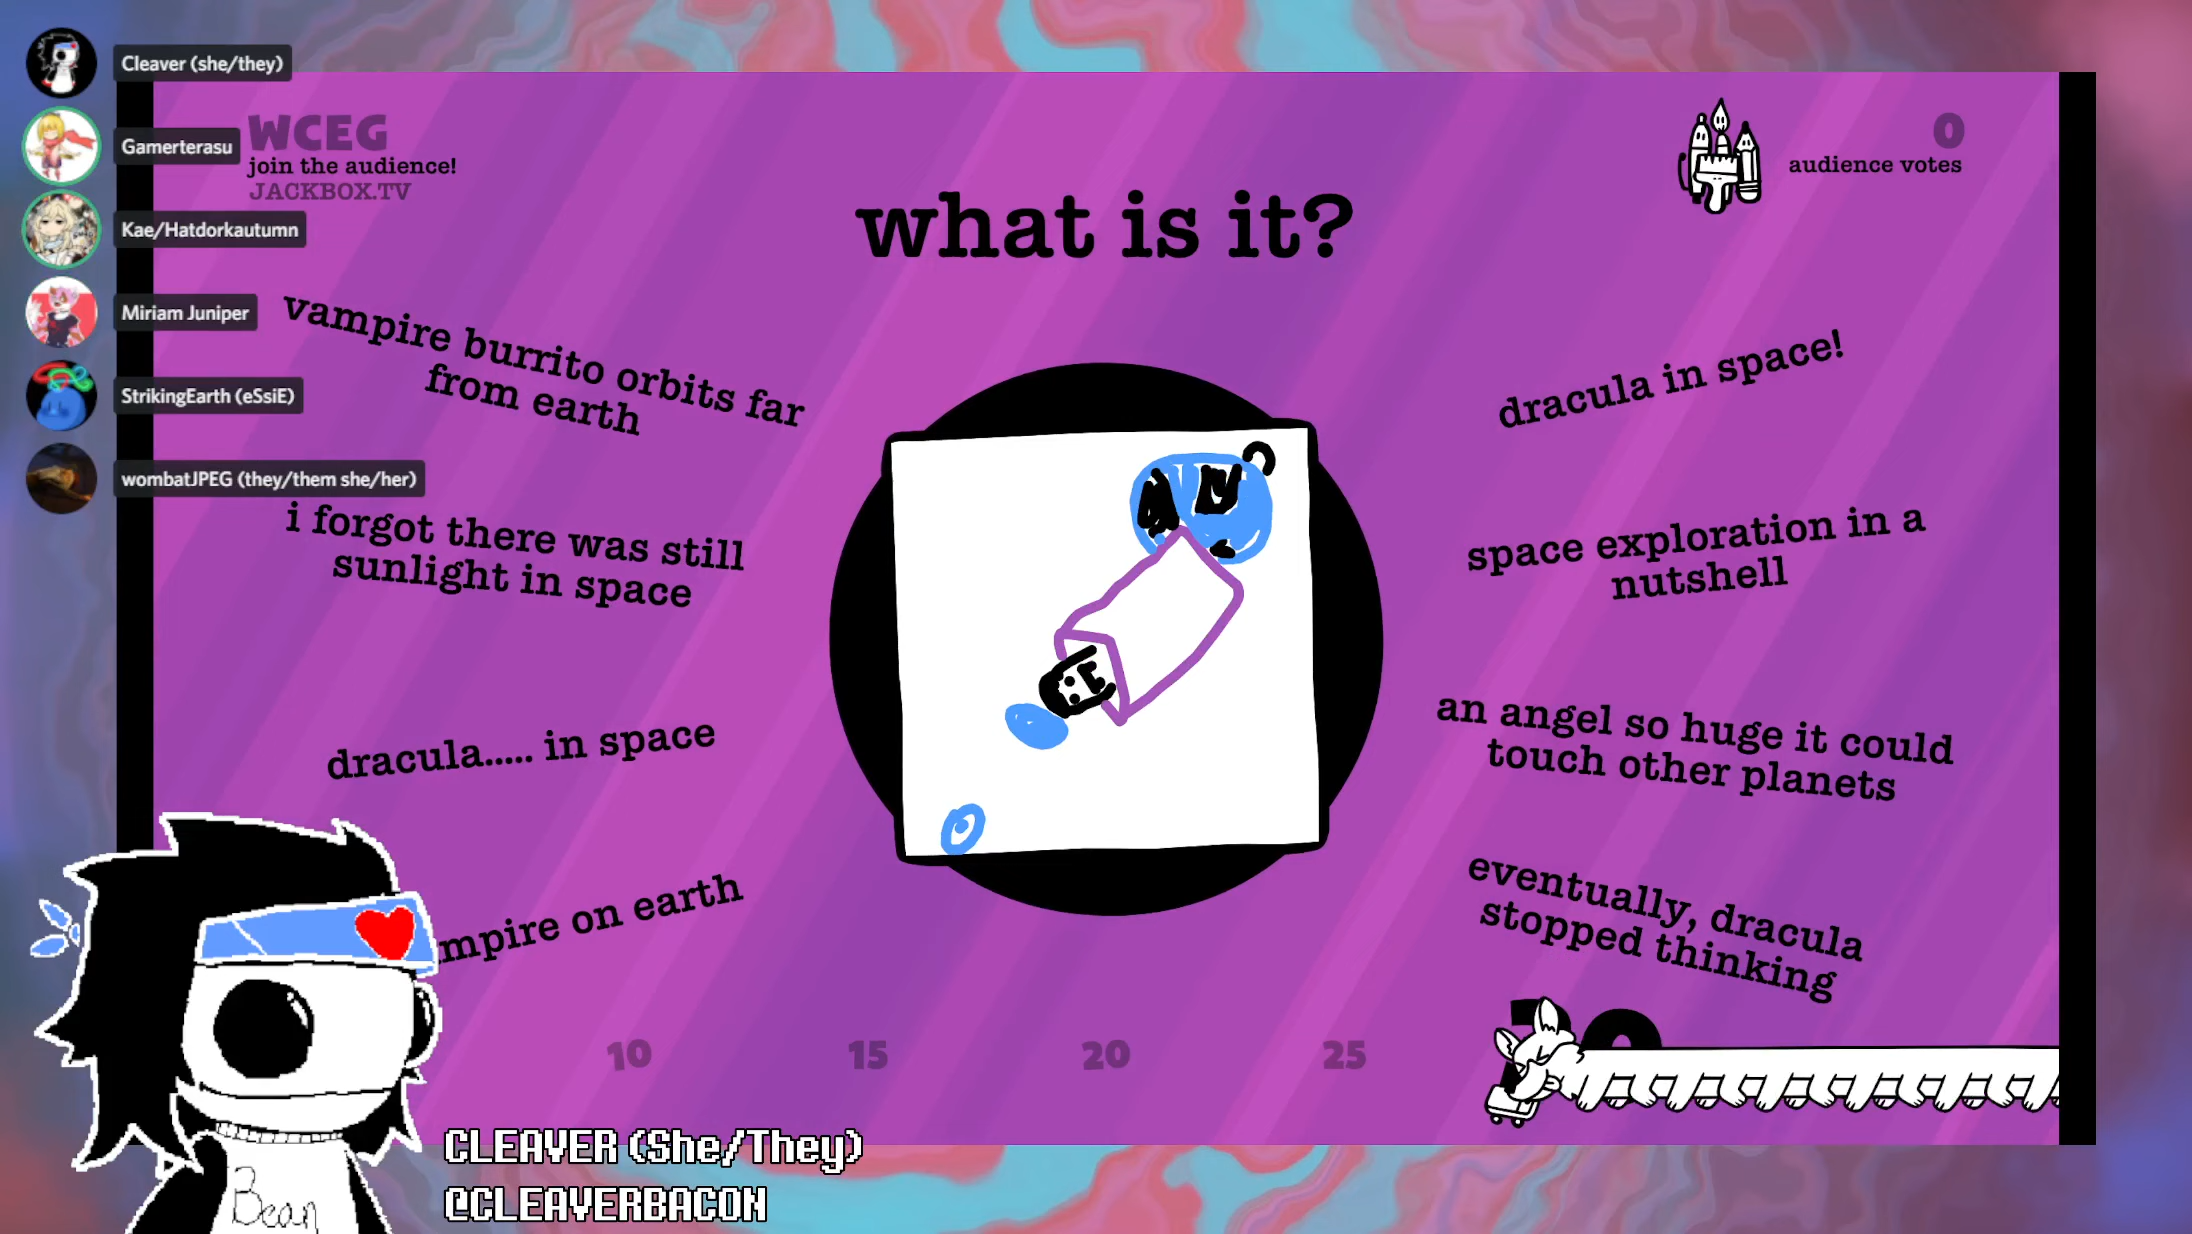 Cleaver (she/they)
Gamerterasu
Kae/Hatdorkautumn
Miriam Juniper
StrikingEarth (eSsiE)
wombatJPEG (they/them she/her)
WCEG
join the audience!
JACKBOX.TV
0
audience votes
what is it?
vampire burrito orbits far
from earth
i forgot there was still
sunlight in space
dracula..... in space
on earth
dracula in space!
space exploration in a
nutshell
an angel so huge it could
touch other planets
eventually, dracula
stopped thinking
10
15
20
25
Bean
CLEAVER (She/They)
@CLEAVERBACON